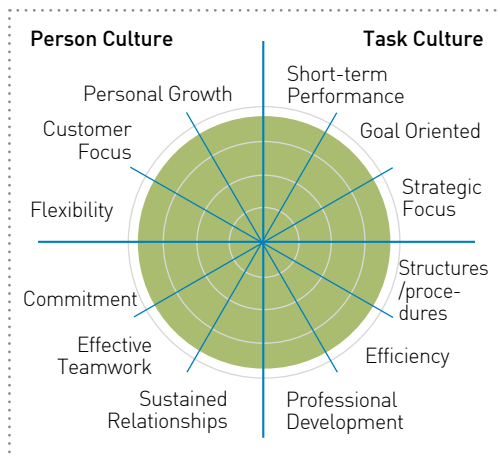 Person Culture
Task Culture
Short-term
Performance
Personal Growth
Goal Oriented
Customer
Focus
Strategic
Focus
Flexibility
Structures
/proce-
dures
Commitment
Effective
Teamwork
Efficiency
Sustained
Relationships
Professional
Development